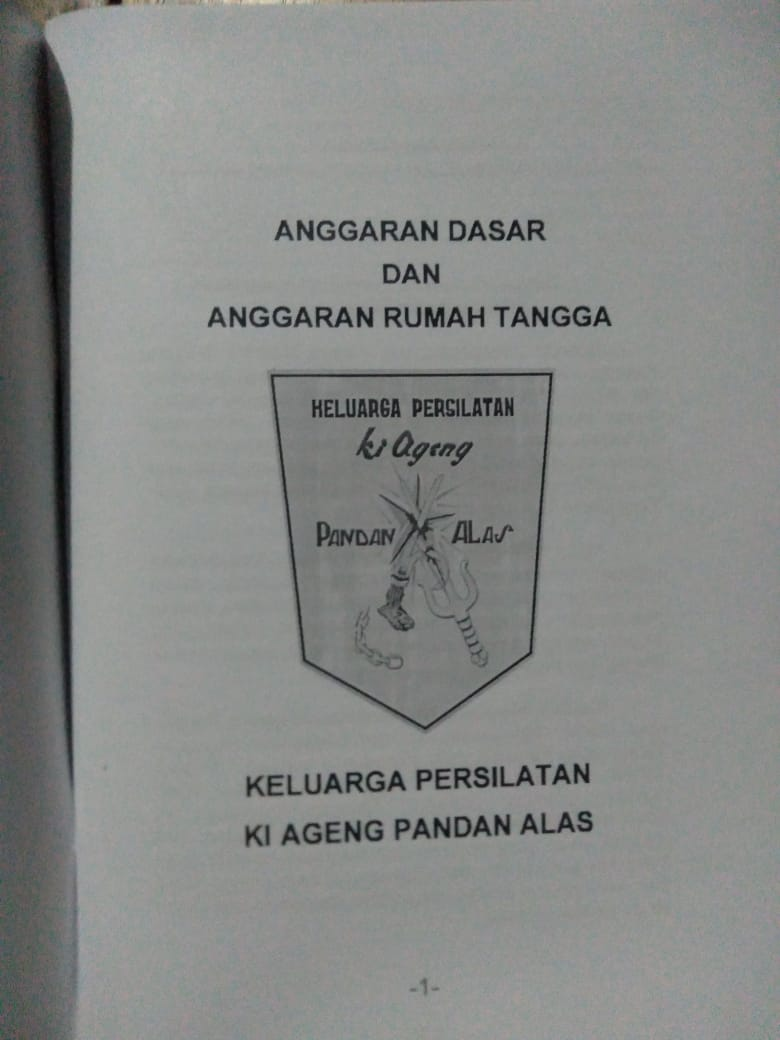 ANGGARAN DASAR
DAN
ANGGARAN RUMAH TANGGA
KELUARGA PERSILATAN
Ki Ageng
PANDAN ALAS
KELUARGA PERSILATAN
KI AGENG PANDAN ALAS
-1-